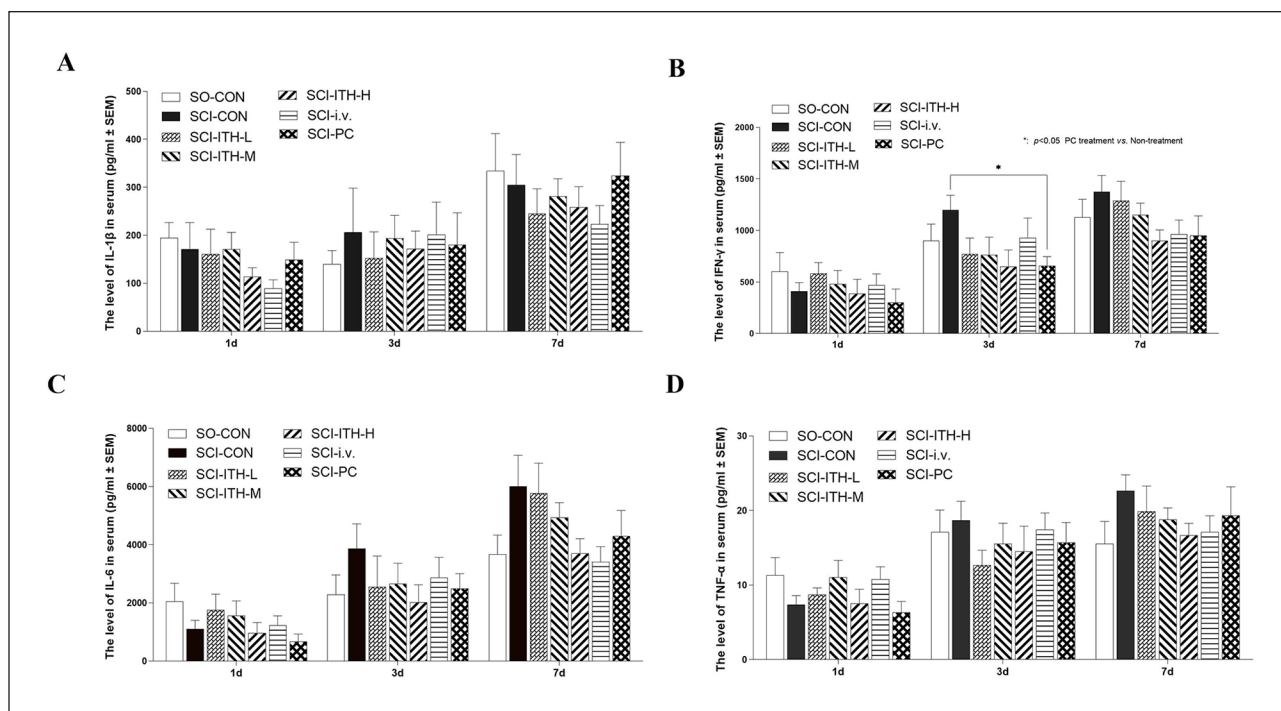 A
The level of IL-1β in serum (pg/ml ± SEM)
500
400
300
200
100
0
SO-CON
SCI-CON
SCI-ITH-L
SCI-ITH-M
SCI-ITH-H
SCI-i.v.
SCI-PC
1d
3d
7d
B
The level of IFN-γ in serum (pg/ml ± SEM)
2000
1500
1000
500
0
SO-CON
SCI-CON
SCI-ITH-L
SCI-ITH-M
SCI-ITH-H
SCI-i.v.
SCI-PC
*: p<0.05 PC treatment vs. Non-treatment
*
1d
3d
7d
C
The level of IL-6 in serum (pg/ml ± SEM)
8000
6000
4000
2000
0
SO-CON
SCI-CON
SCI-ITH-L
SCI-ITH-M
SCI-ITH-H
SCI-i.v.
SCI-PC
1d
3d
7d
D
The level of TNF-α in serum (pg/ml ± SEM)
30
20
10
0
SO-CON
SCI-CON
SCI-ITH-L
SCI-ITH-M
SCI-ITH-H
SCI-i.v.
SCI-PC
1d
3d
7d